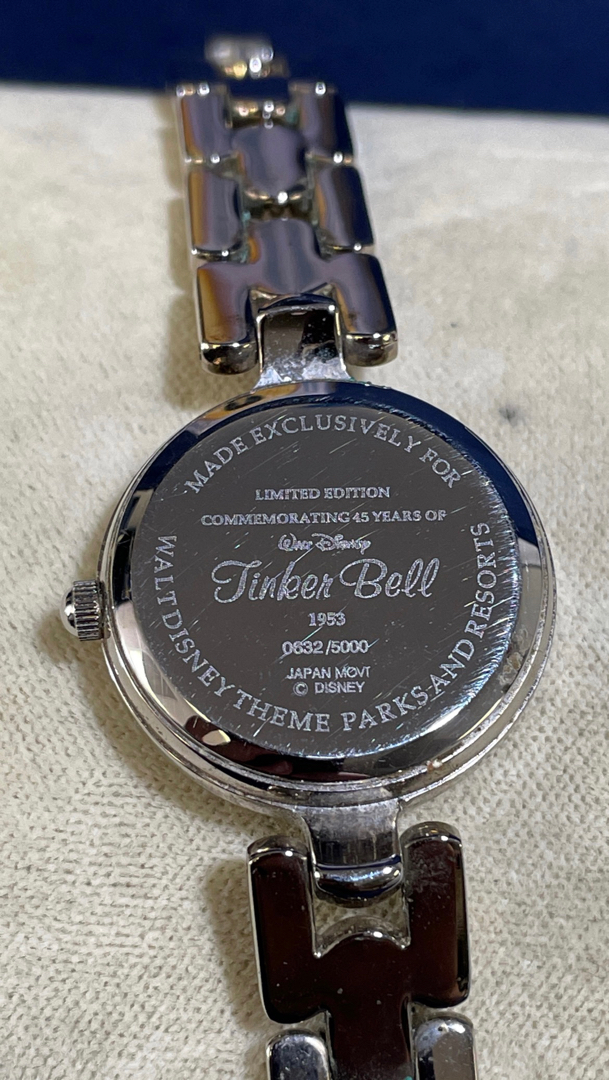 MADE EXCLUSIVELY FOR
LIMITED EDITION
COMMEMORATING 45 YEARS OF
Walt Disney
Tinker Bell
1953
0632/5000
JAPAN MOVT
© DISNEY
WALT DISNEY THEME PARKS AND RESORTS